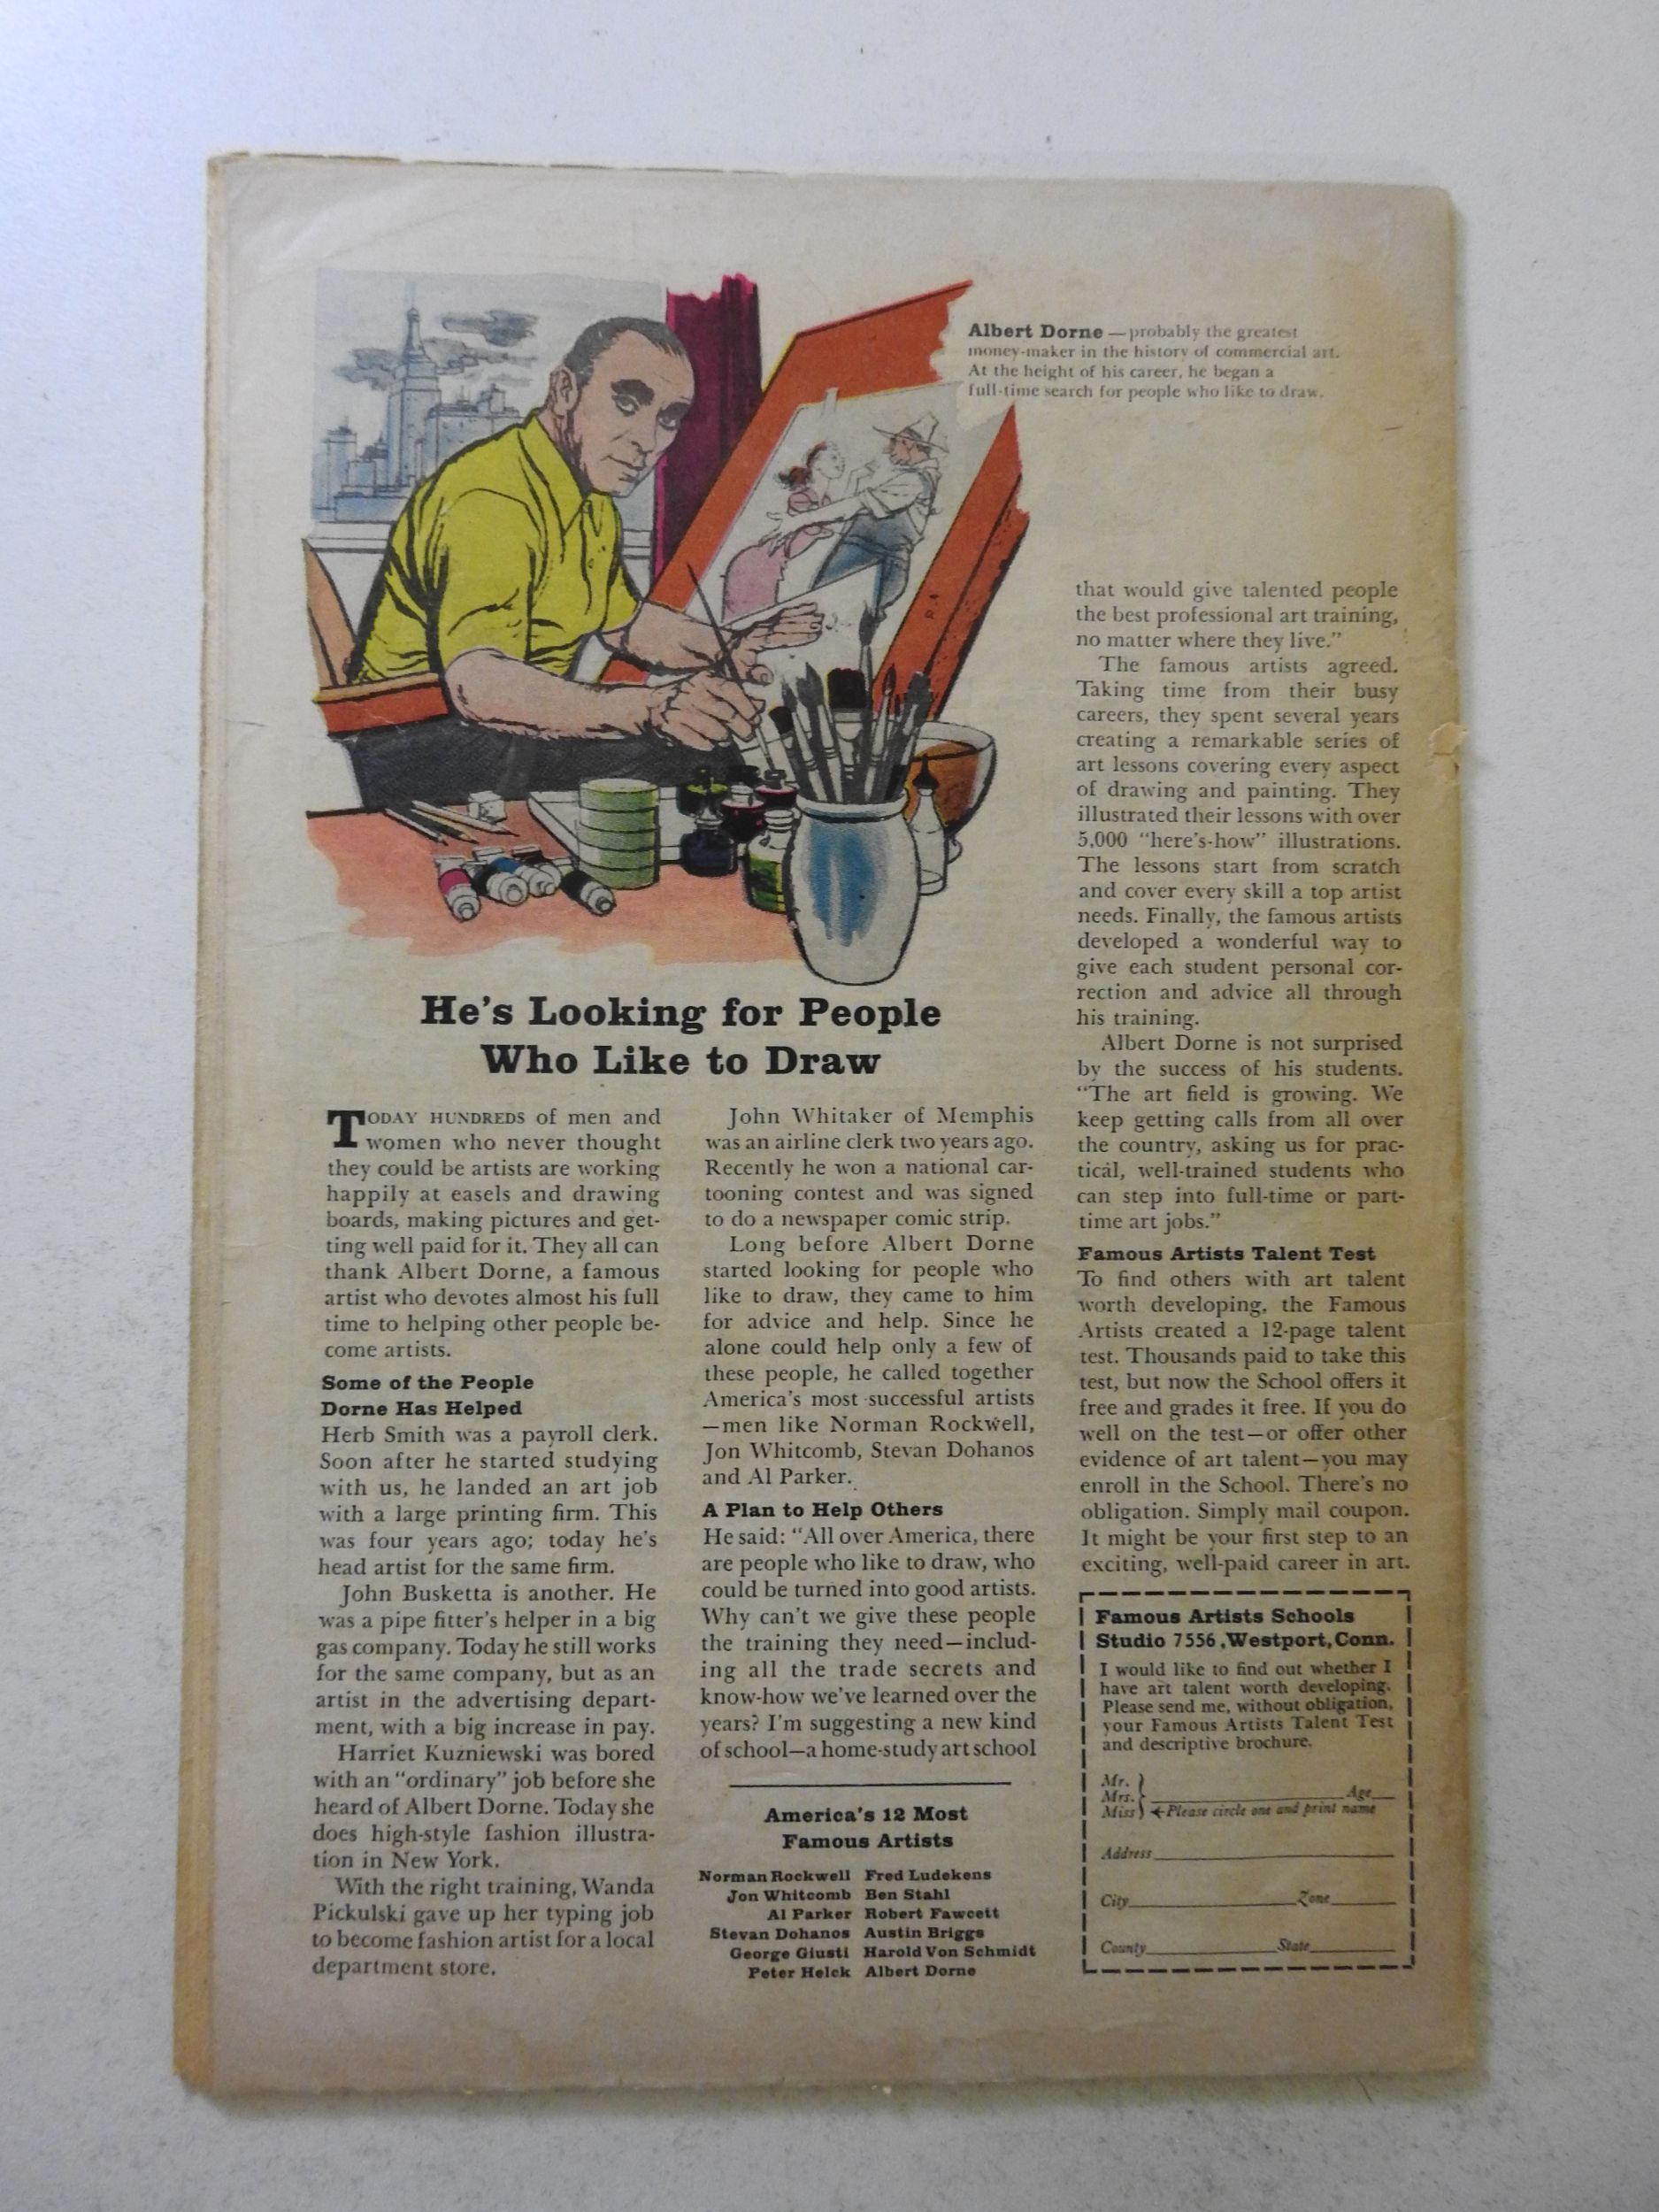 Albert Dorne — probably the greatest
money-maker in the history of commercial art.
At the height of his career, he began a
full-time search for people who like to draw.
He's Looking for People
Who Like to Draw
TODAY HUNDREDS of men and
women who never thought
they could be artists are working
happily at easels and drawing
boards, making pictures and get-
ting well paid for it. They all can
thank Albert Dorne, a famous
artist who devotes almost his full
time to helping other people be-
come artists.
Some of the People
Dorne Has Helped
Herb Smith was a payroll clerk.
Soon after he started studying
with us, he landed an art job
with a large printing firm. This
was four years ago; today he's
head artist for the same firm.
John Busketta is another. He
was a pipe fitter's helper in a big
gas company. Today he still works
for the same company, but as an
artist in the advertising depart-
ment, with a big increase in pay.
Harriet Kuzniewski was bored
with an "ordinary" job before she
heard of Albert Dorne. Today she
does high-style fashion illustra-
tion in New York.
With the right training, Wanda
Pickulski gave up her typing job
to become fashion artist for a local
department store.
John Whitaker of Memphis
was an airline clerk two years ago.
Recently he won a national car-
tooning contest and was signed
to do a newspaper comic strip.
Long before Albert Dorne
started looking for people who
like to draw, they came to him
for advice and help. Since he
alone could help only a few of
these people, he called together
America's most successful artists
—men like Norman Rockwell,
Jon Whitcomb, Stevan Dohanos
and Al Parker.
A Plan to Help Others
He said: "All over America, there
are people who like to draw, who
could be turned into good artists.
Why can't we give these people
the training they need—includ-
ing all the trade secrets and
know-how we've learned over the
years? I'm suggesting a new kind
of school—a home-study art school
America's 12 Most
Famous Artists
Norman Rockwell Fred Ludekens
Jon Whitcomb Ben Stahl
Al Parker Robert Fawcett
Stevan Dohanos Austin Briggs
George Giusti Harold Von Schmidt
Peter Helck Albert Dorne
that would give talented people
the best professional art training,
no matter where they live."
The famous artists agreed.
Taking time from their busy
careers, they spent several years
creating a remarkable series of
art lessons covering every aspect
of drawing and painting. They
illustrated their lessons with over
5,000 "here's-how" illustrations.
The lessons start from scratch
and cover every skill a top artist
needs. Finally, the famous artists
developed a wonderful way to
give each student personal cor-
rection and advice all through
his training.
Albert Dorne is not surprised
by the success of his students.
"The art field is growing. We
keep getting calls from all over
the country, asking us for prac-
tical, well-trained students who
can step into full-time or part-
time art jobs."
Famous Artists Talent Test
To find others with art talent
worth developing, the Famous
Artists created a 12-page talent
test. Thousands paid to take this
test, but now the School offers it
free and grades it free. If you do
well on the test—or offer other
evidence of art talent—you may
enroll in the School. There's no
obligation. Simply mail coupon.
It might be your first step to an
exciting, well-paid career in art.
Famous Artists Schools
Studio 7556, Westport, Conn.
I would like to find out whether I
have art talent worth developing.
Please send me, without obligation,
your Famous Artists Talent Test
and descriptive brochure.
Mr.
Mrs. Age
Miss ←Please circle one and print name
Address
City Zone
County State